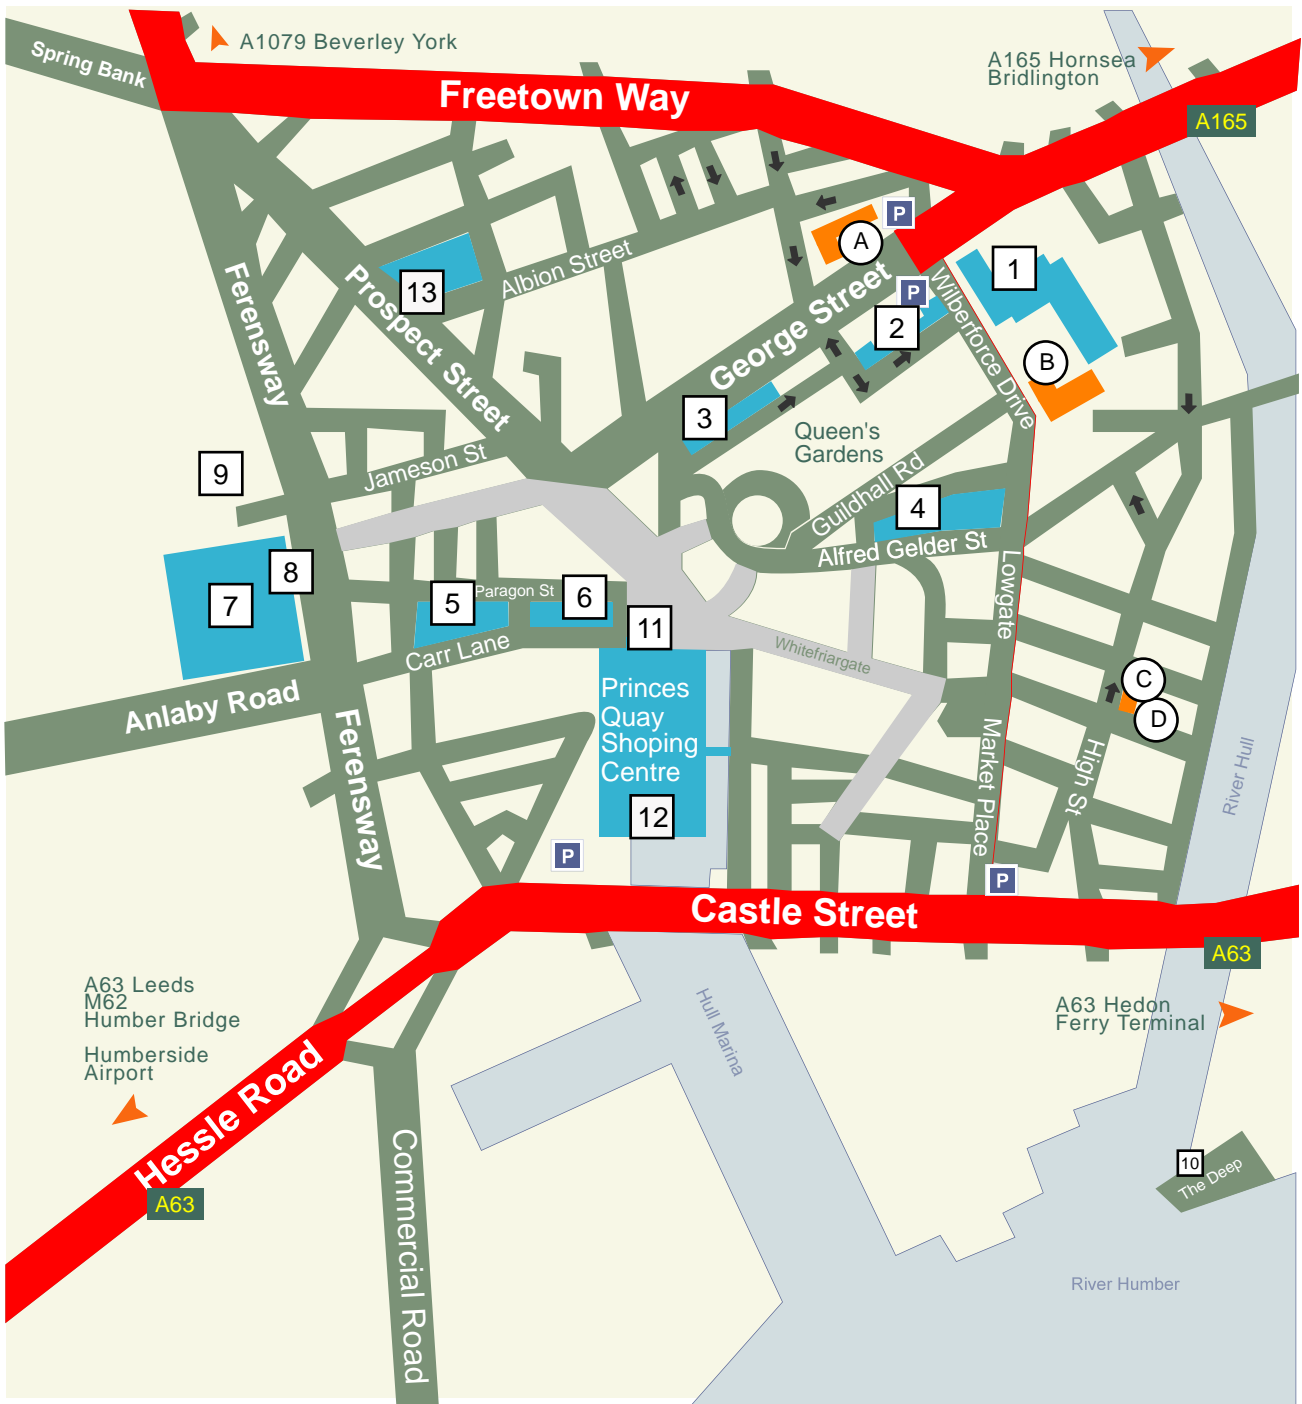 A1079 Beverley York
Spring Bank
A165 Hornsea
Bridlington
Freetown Way
A165
P
A
1
Ferensway
Albion Street
13
Prospect Street
George Street
P
2
Wilberforce Drive
B
3
Queen's
Gardens
Jameson St
9
Guildhall Rd
4
Alfred Gelder St
8
7
Paragon St
5
6
11
Carr Lane
Lowgate
Whitefriargate
Anlaby Road
Princes
Quay
Shoping
Centre
12
C
D
Ferensway
Market Place
High St
River Hull
P
P
Castle Street
A63
A63 Leeds
M62
Humber Bridge
Humberside
Airport
Hull Marina
A63 Hedon
Ferry Terminal
Hessle Road
A63
Commercial Road
10
The Deep
River Humber